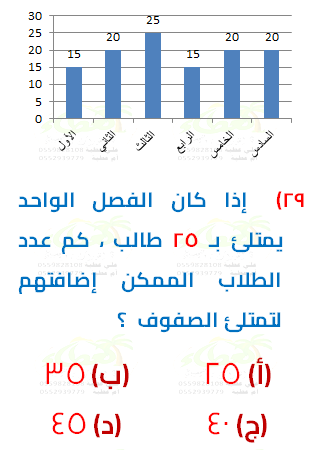 30
25
20
15
10
5
0
15
20
25
15
20
20
الأول
الثاني
الثالث
الرابع
الخامس
السادس
٢٩) إذا كان الفصل الواحد
يمتلئ بـ ٢٥ طالب ، كم عدد
الطلاب الممكن إضافتهم
لتمتلئ الصفوف ؟
(أ) ٢٥ (ب) ٣٥
(ج) ٤٠ (د) ٤٥